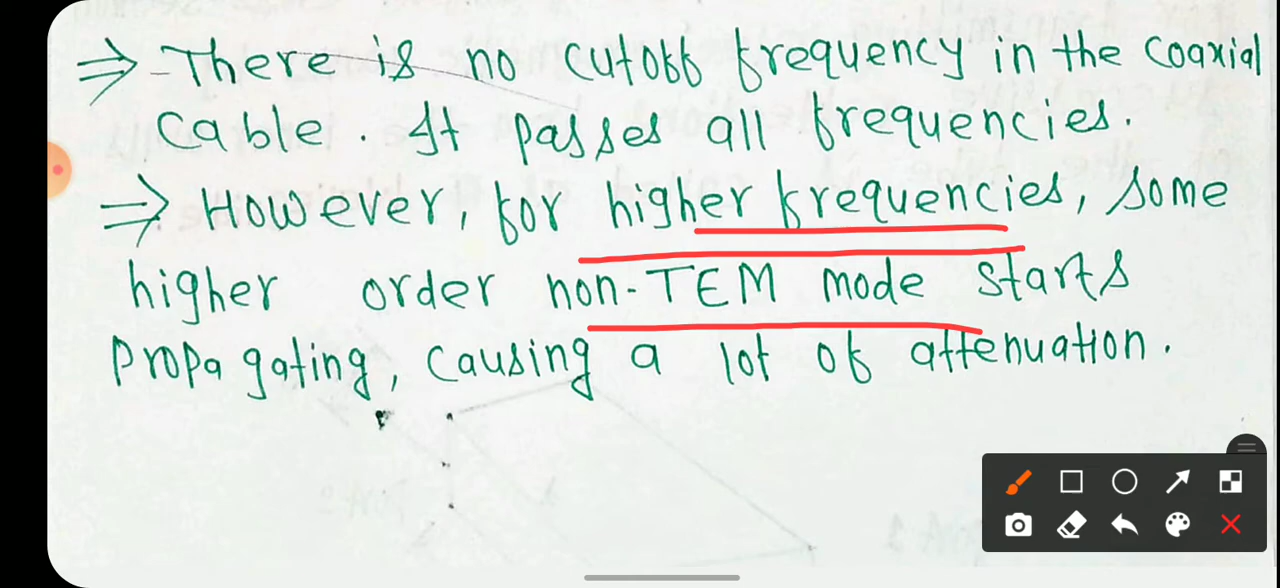 ⇒ There is no cutoff frequency in the coaxial
Cable. It passes all frequencies.
⇒ However, for higher frequencies, some
higher order non-TEM mode starts
propagating, causing a lot of attenuation.